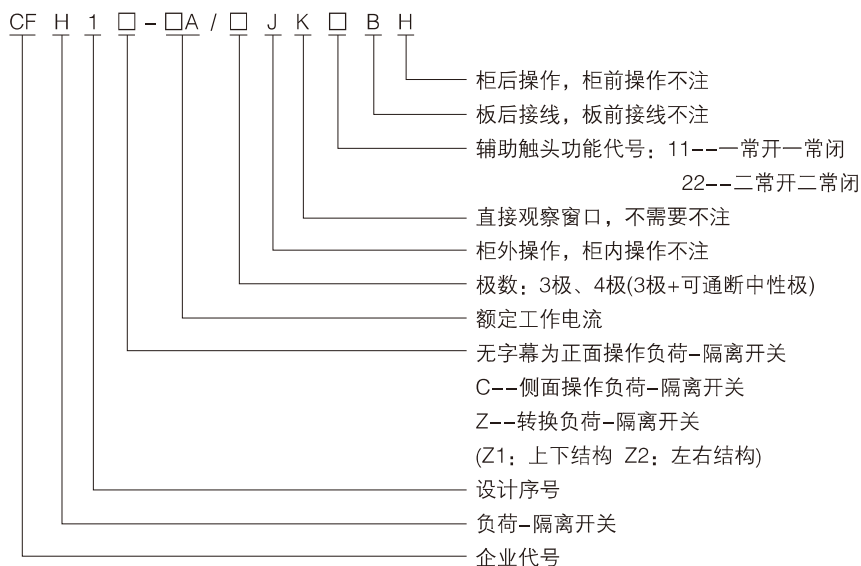 CF H 1 □-□A/□ J K □ B H
柜后操作，柜前操作不注
板后接线，板前接线不注
辅助触头功能代号：11--一常开一常闭
22--二常开二常闭
直接观察窗口，不需要不注
柜外操作，柜内操作不注
极数：3极、4极(3极+可通断中性极)
额定工作电流
无字幕为正面操作负荷-隔离开关
C--侧面操作负荷-隔离开关
Z--转换负荷-隔离开关
(Z1：上下结构 Z2：左右结构)
设计序号
负荷-隔离开关
企业代号